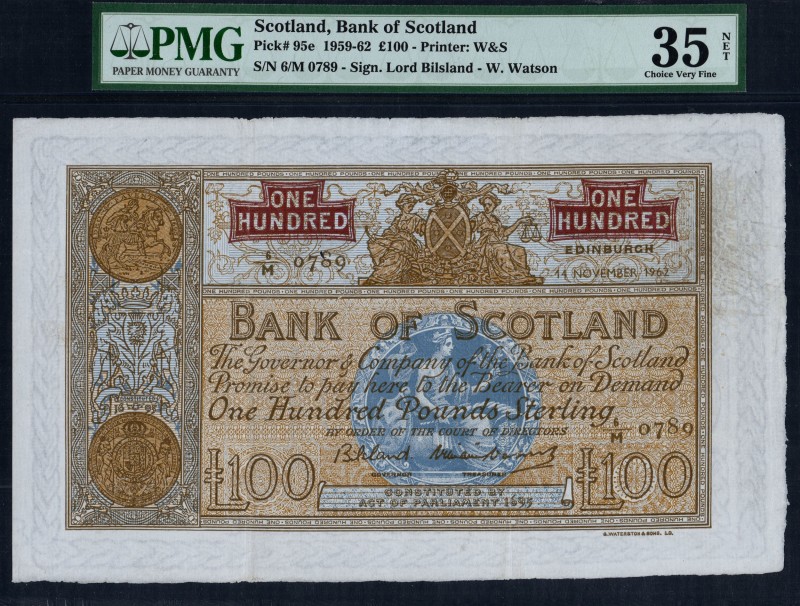 PMG
PAPER MONEY GUARANTY
Scotland, Bank of Scotland
Pick# 95e 1959-62 £100 - Printer: W&S
S/N 6/M 0789 - Sign. Lord Bilsland - W. Watson
35
NET
Choice Very Fine
ONE HUNDRED POUNDS
ONE
HUNDRED
ONE
HUNDRED
6/M 0789
EDINBURGH
14 NOVEMBER 1962
BANK OF SCOTLAND
The Governor & Company of the Bank of Scotland
Promise to pay here to the Bearer on Demand
One Hundred Pounds Sterling
BY ORDER OF THE COURT OF DIRECTORS
6/M 0789
Bilsland
GOVERNOR
TREASURER
£100
£100
CONSTITUTED BY
ACT OF PARLIAMENT 1695
G. WATERSTON & SONS. LD.